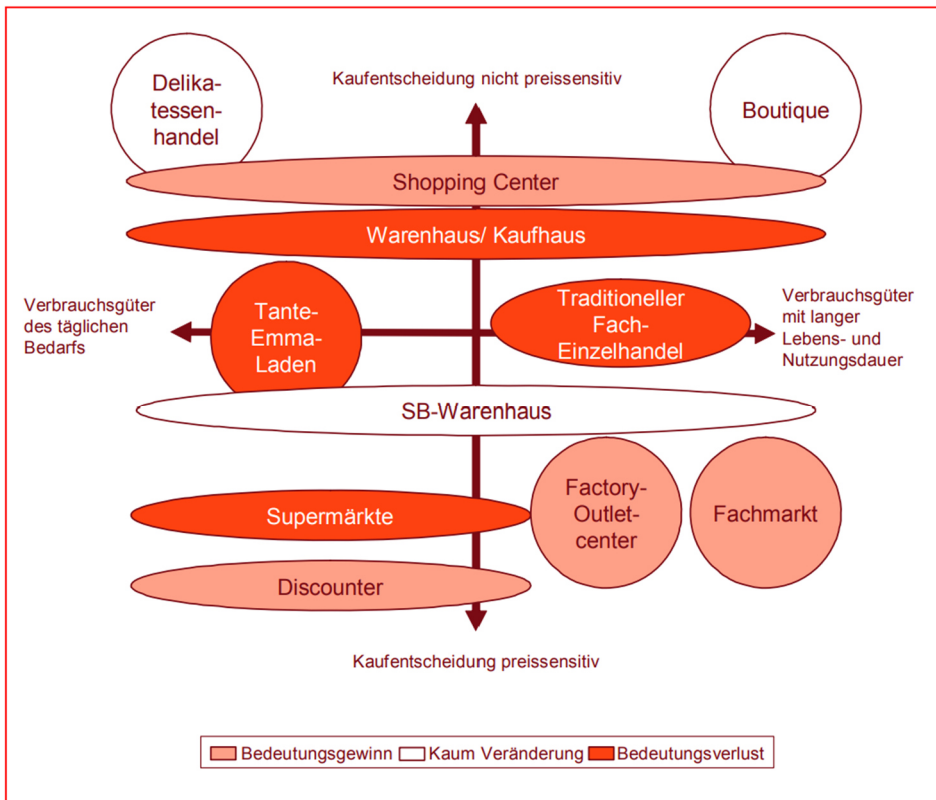 Delika-
tessen-
handel
Kaufentscheidung nicht preissensitiv
Boutique
Shopping Center
Warenhaus/ Kaufhaus
Verbrauchsgüter
des täglichen
Bedarfs
Tante-
Emma-
Laden
Traditioneller
Fach-
Einzelhandel
Verbrauchsgüter
mit langer
Lebens- und
Nutzungsdauer
SB-Warenhaus
Supermärkte
Factory-
Outlet-
center
Fachmarkt
Discounter
Kaufentscheidung preissensitiv
Bedeutungsgewinn
Kaum Veränderung
Bedeutungsverlust